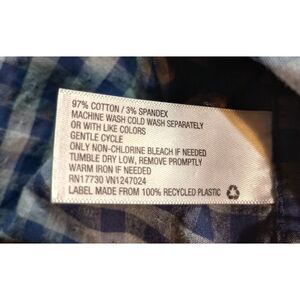 97% COTTON / 3% SPANDEX
MACHINE WASH COLD WASH SEPARATELY
OR WITH LIKE COLORS
GENTLE CYCLE
ONLY NON-CHLORINE BLEACH IF NEEDED
TUMBLE DRY LOW, REMOVE PROMPTLY
WARM IRON IF NEEDED
RN17730 VN1247024
LABEL MADE FROM 100% RECYCLED PLASTIC